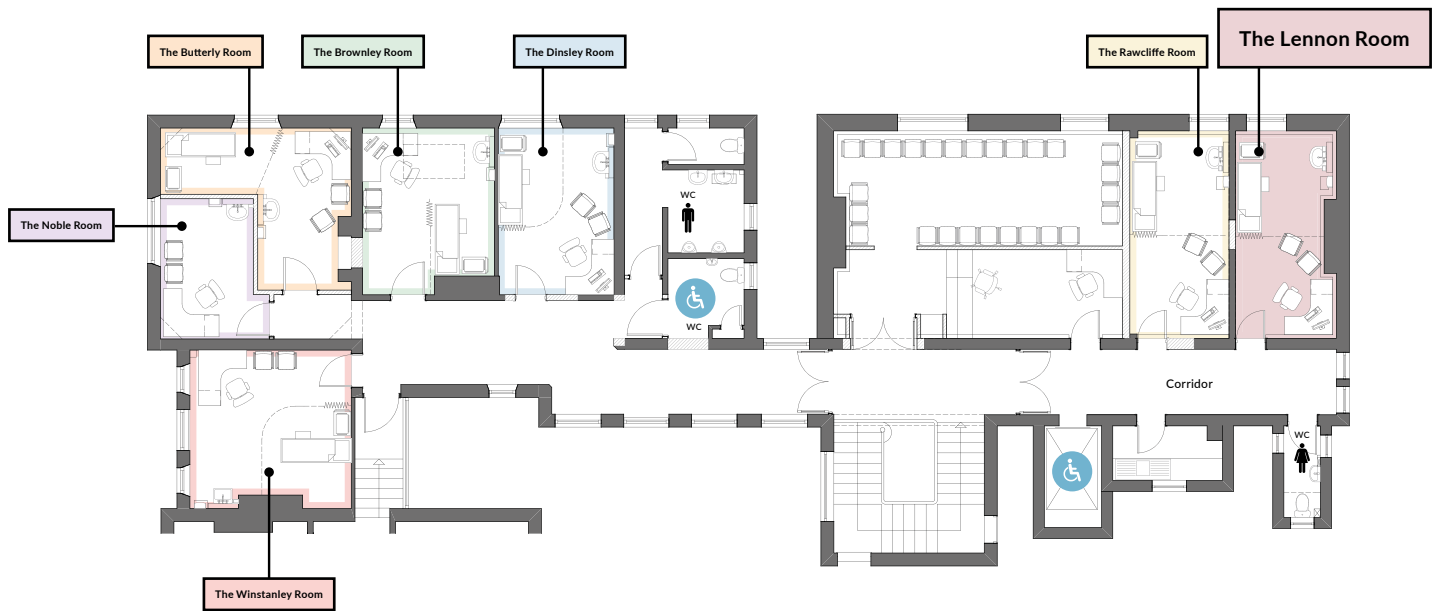 The Lennon Room
The Butterly Room
The Brownley Room
The Dinsley Room
The Rawcliffe Room
WC
The Noble Room
WC
Corridor
WC
The Winstanley Room